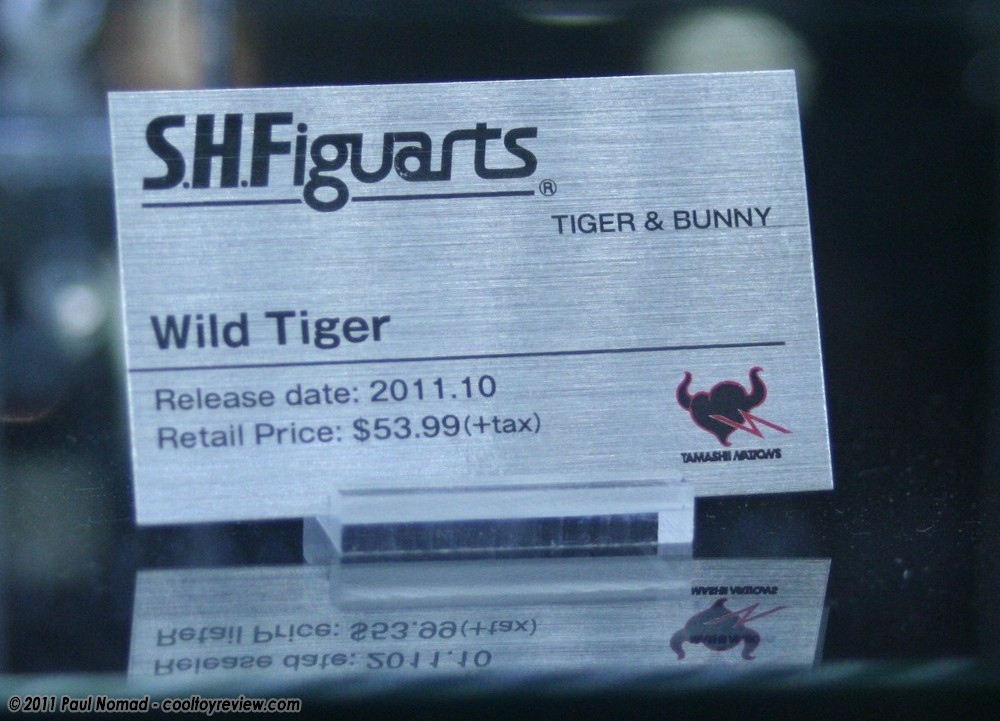 S.H.Figuarts®
TIGER & BUNNY
Wild Tiger
Release date: 2011.10
Retail Price: $53.99(+tax)
TAMASHII NATIONS
TAMASHII NATIONS
Retail Price: $53.99(+tax)
Release date: 2011.10
© 2011 Paul Nomad - cooltoyreview.com